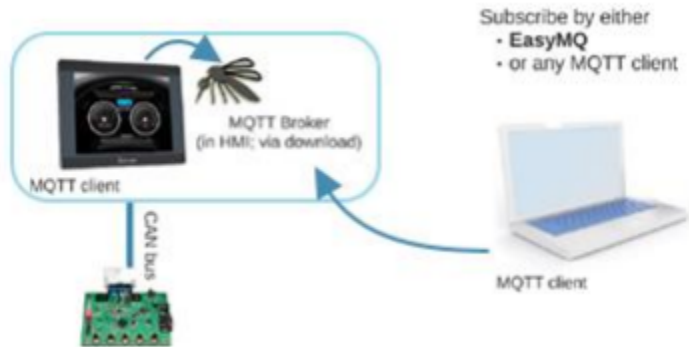 Subscribe by either
• EasyMQ
• or any MQTT client
MQTT Broker
(in HMI; via download)
MQTT client
CAN bus
MQTT client